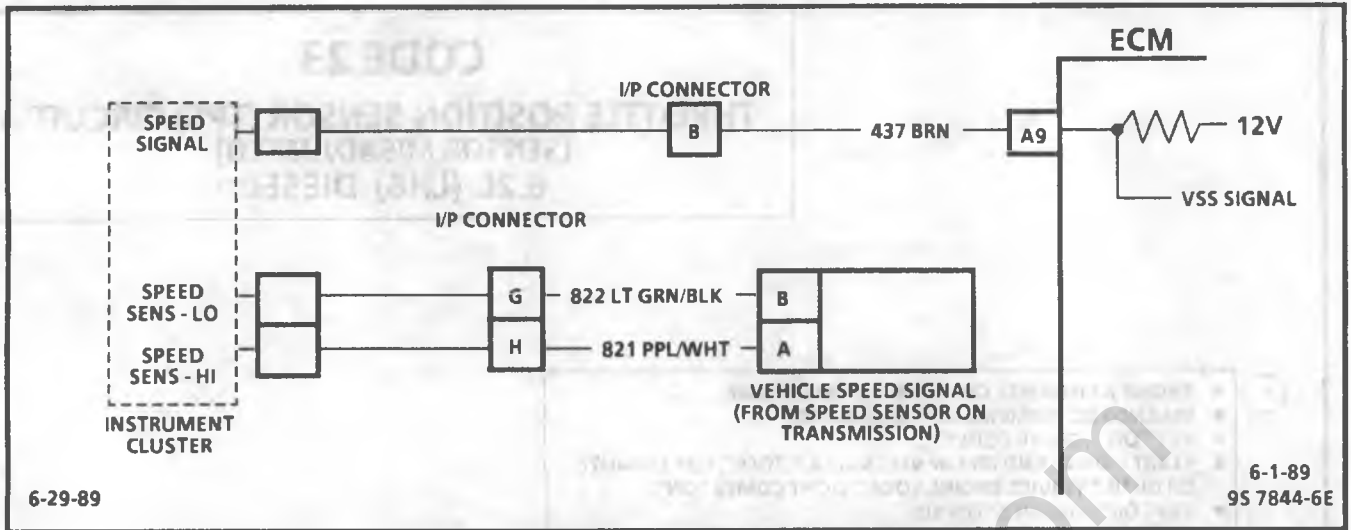 ECM
I/P CONNECTOR
SPEED
SIGNAL
B
437 BRN
A9
12V
VSS SIGNAL
I/P CONNECTOR
SPEED
SENS - LO
G
822 LT GRN/BLK
B
SPEED
SENS - HI
H
821 PPL/WHT
A
VEHICLE SPEED SIGNAL
(FROM SPEED SENSOR ON
TRANSMISSION)
INSTRUMENT
CLUSTER
6-29-89
6-1-89
9S 7844-6E